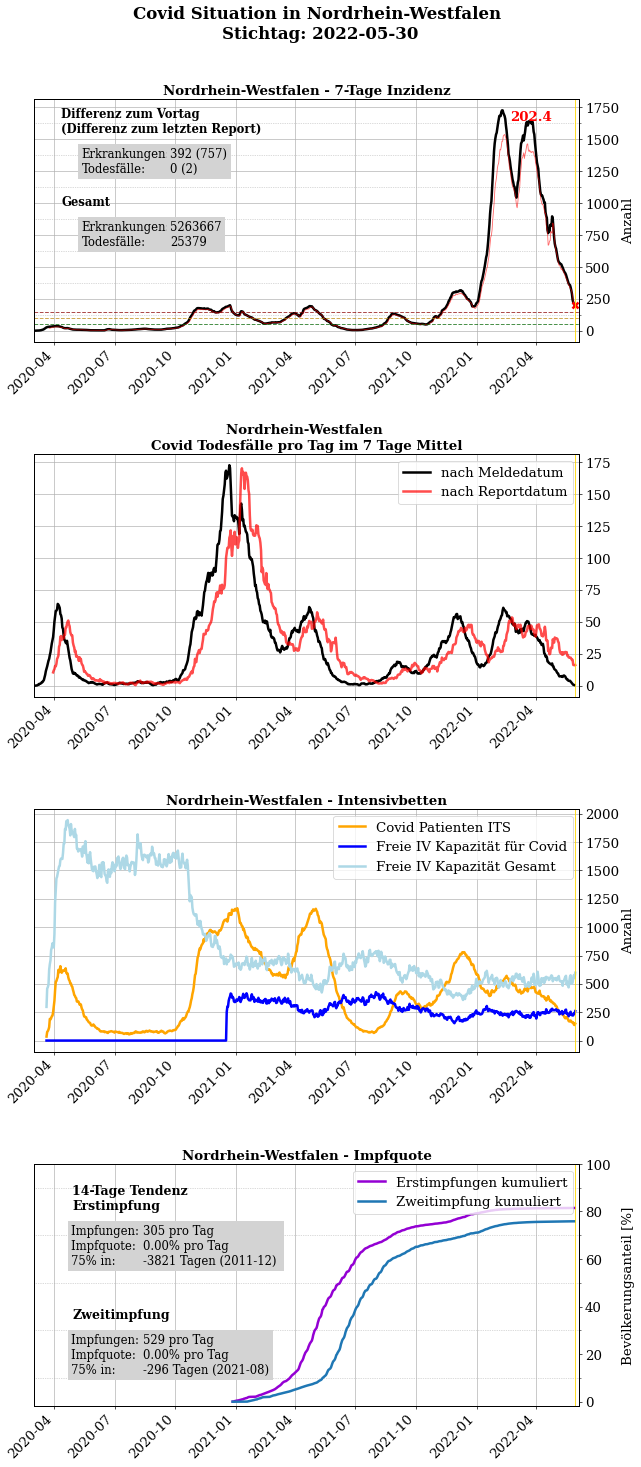 Covid Situation in Nordrhein-Westfalen
Stichtag: 2022-05-30
Nordrhein-Westfalen - 7-Tage Inzidenz
Differenz zum Vortag
(Differenz zum letzten Report)
Erkrankungen 392 (757)
Todesfälle: 0 (2)
Gesamt
Erkrankungen 5263667
Todesfälle: 25379
202.4
1750
1500
1250
1000
750
500
250
0
Anzahl
2020-04
2020-07
2020-10
2021-01
2021-04
2021-07
2021-10
2022-01
2022-04
Nordrhein-Westfalen
Covid Todesfälle pro Tag im 7 Tage Mittel
nach Meldedatum
nach Reportdatum
175
150
125
100
75
50
25
0
2020-04
2020-07
2020-10
2021-01
2021-04
2021-07
2021-10
2022-01
2022-04
Nordrhein-Westfalen - Intensivbetten
Covid Patienten ITS
Freie IV Kapazität für Covid
Freie IV Kapazität Gesamt
2000
1750
1500
1250
1000
750
500
250
0
Anzahl
2020-04
2020-07
2020-10
2021-01
2021-04
2021-07
2021-10
2022-01
2022-04
Nordrhein-Westfalen - Impfquote
14-Tage Tendenz
Erstimpfung
Impfungen: 305 pro Tag
Impfquote: 0.00% pro Tag
75% in: -3821 Tagen (2011-12)
Zweitimpfung
Impfungen: 529 pro Tag
Impfquote: 0.00% pro Tag
75% in: -296 Tagen (2021-08)
Erstimpfungen kumuliert
Zweitimpfung kumuliert
100
80
60
40
20
0
Bevölkerungsanteil [%]
2020-04
2020-07
2020-10
2021-01
2021-04
2021-07
2021-10
2022-01
2022-04